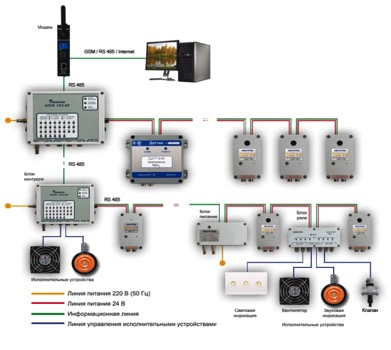 Модем
GSM / RS 485 / Internet
RS 485
RS 485
Блок контроля
RS 485
Датчик
ДАТЧИК
Блок питания
Блок реле
Исполнительные устройства
Световая индикация
Вентилятор
Звуковая индикация
Клапан
Исполнительные устройства
Линия питания 220 В (50 Гц)
Линия питания 24 В
Информационная линия
Линия управления исполнительными устройствами